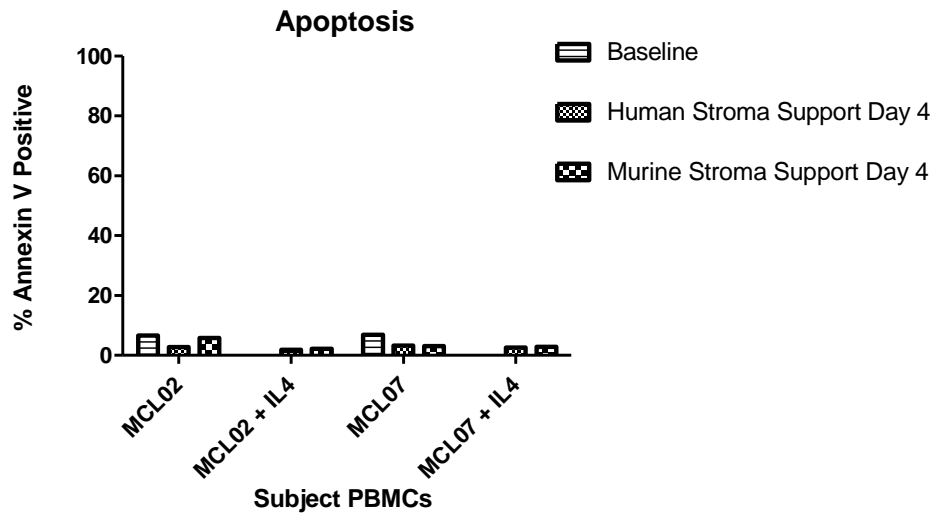 Apoptosis
100
80
60
40
20
0
% Annexin V Positive
MCL02
MCL02 + IL4
MCL07
MCL07 + IL4
Subject PBMCs
Baseline
Human Stroma Support Day 4
Murine Stroma Support Day 4